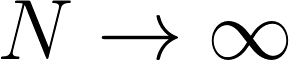 N → ∞